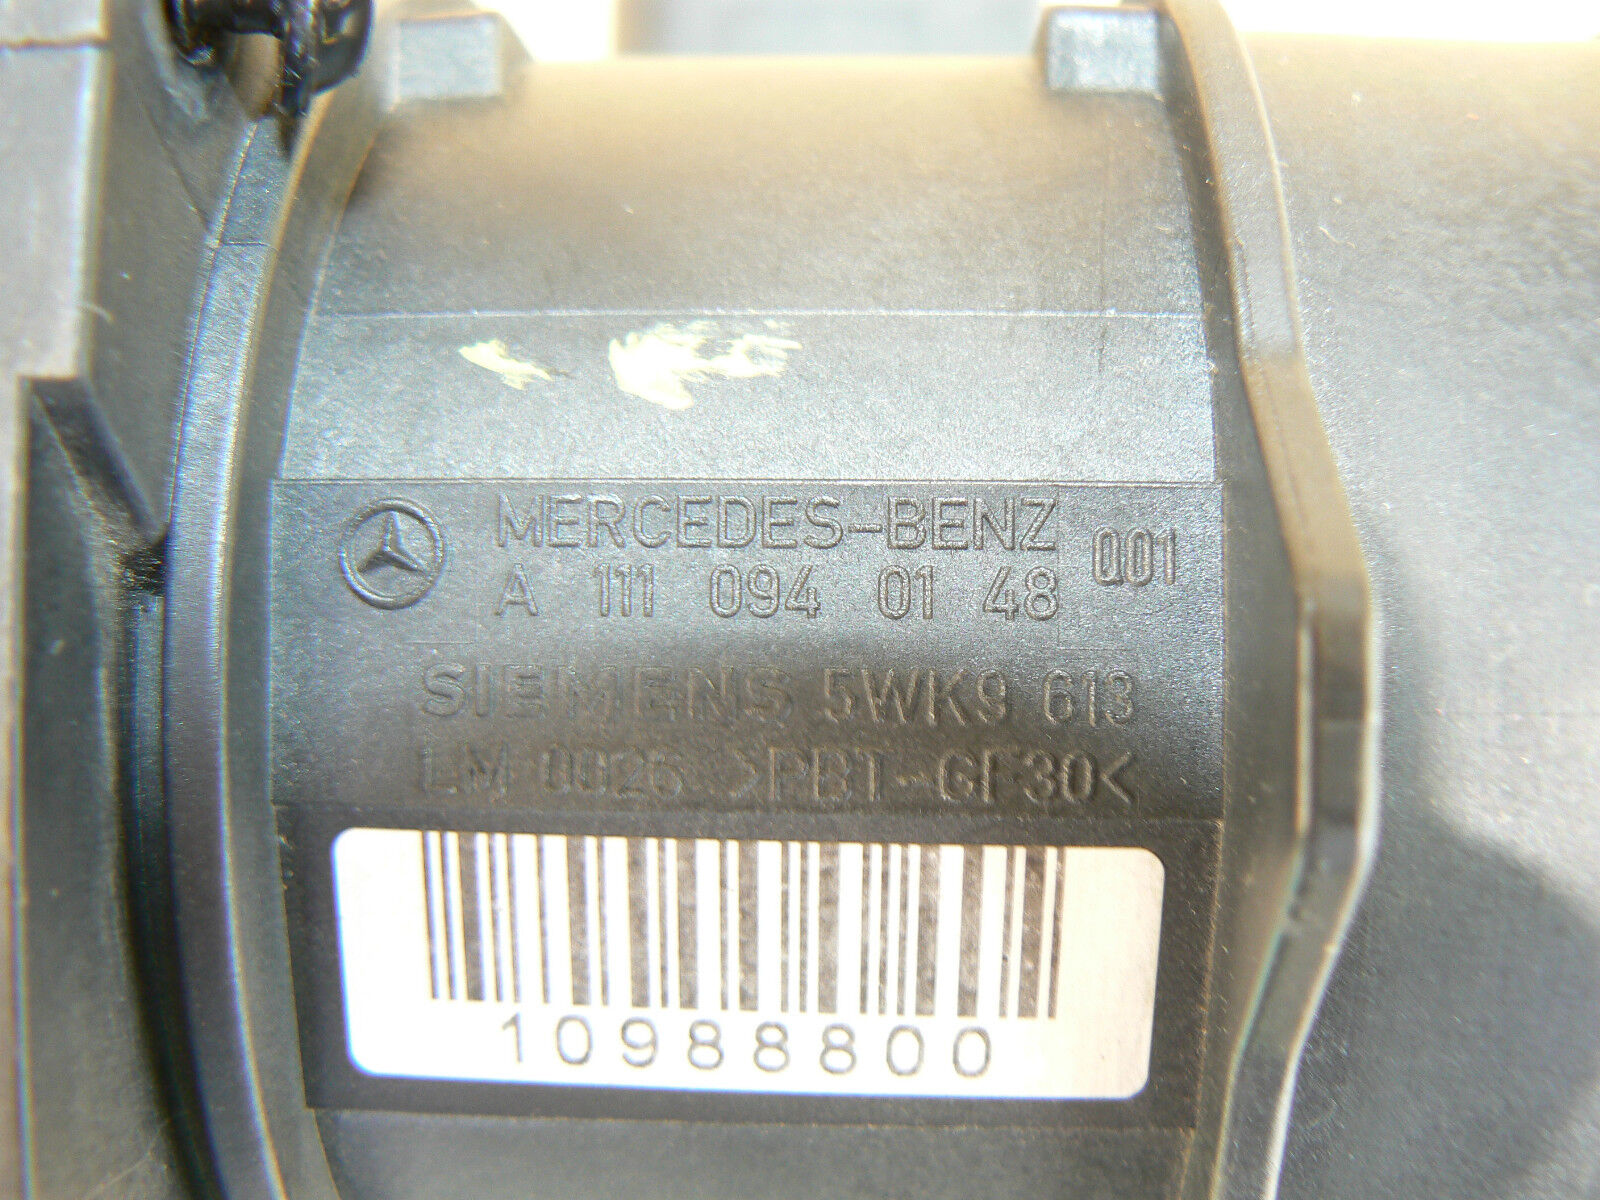 MERCEDES-BENZ
A 111 094 01 48 Q01
SIEMENS 5WK9 613
LM 0026 >PBT-GF30<
10988800